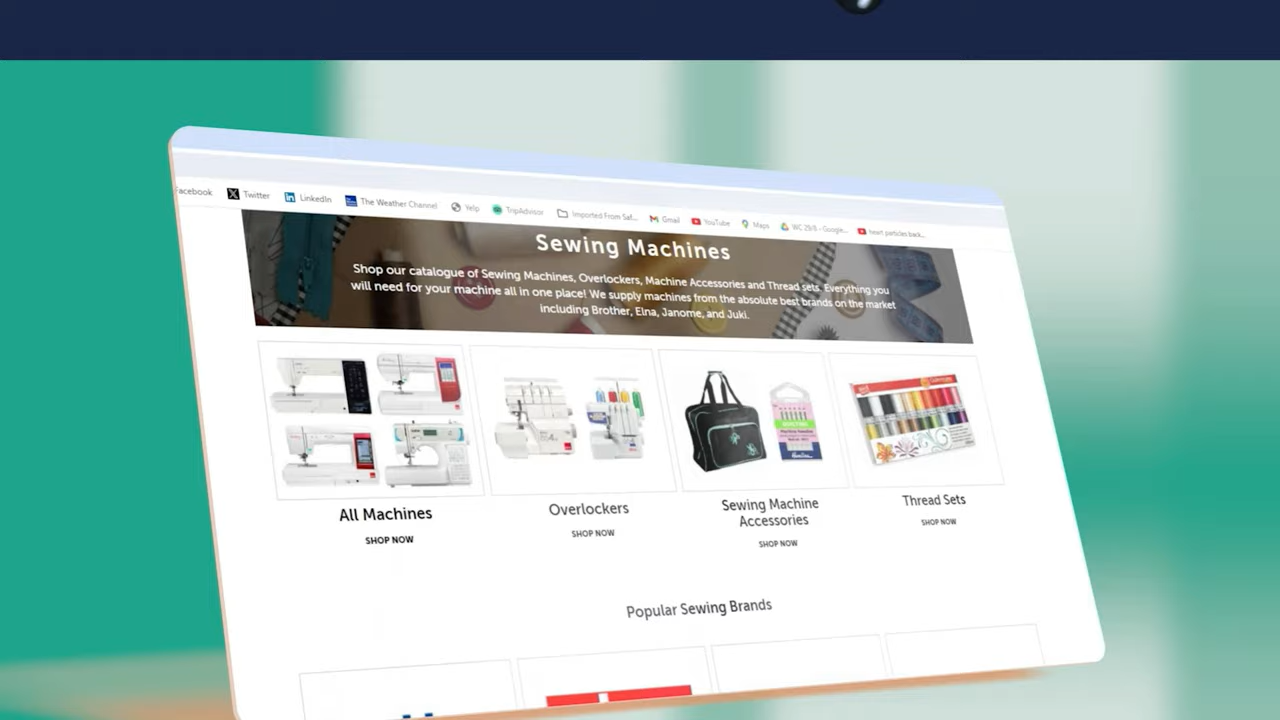 Facebook Twitter LinkedIn The Weather Channel Yelp TripAdvisor Imported From Saf... Gmail YouTube Maps WC 29/8 - Google... heart particles back...
Sewing Machines
Shop our catalogue of Sewing Machines, Overlockers, Machine Accessories and Thread sets. Everything you
will need for your machine all in one place! We supply machines from the absolute best brands on the market
including Brother, Elna, Janome, and Juki.
All Machines
SHOP NOW
Overlockers
SHOP NOW
Sewing Machine
Accessories
SHOP NOW
Thread Sets
SHOP NOW
Popular Sewing Brands